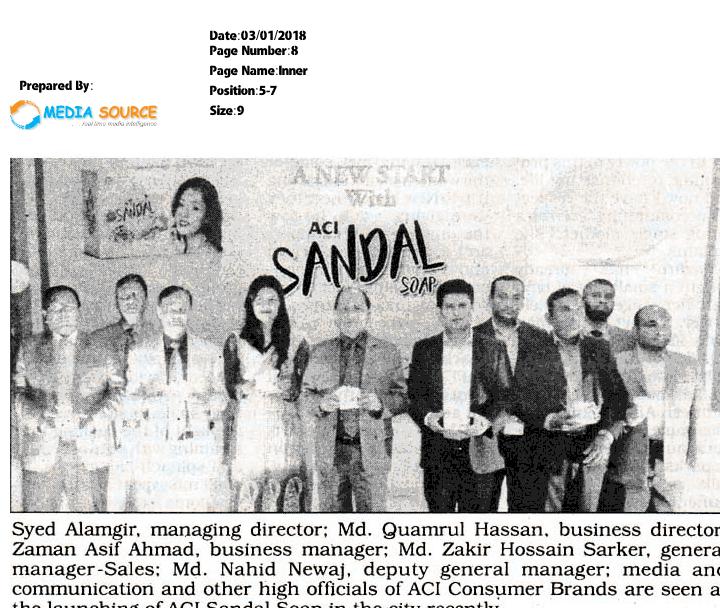 Date:03/01/2018
Page Number:8
Page Name:Inner
Position:5-7
Size:9
Prepared By:
MEDIA SOURCE
real time media intelligence
A NEW START
With
ACI
SANDAL
SOAP
SANDAL
Syed Alamgir, managing director; Md. Quamrul Hassan, business director
Zaman Asif Ahmad, business manager; Md. Zakir Hossain Sarker, genera
manager-Sales; Md. Nahid Newaj, deputy general manager; media and
communication and other high officials of ACI Consumer Brands are seen a
the launching of ACI Sandal Soap in the city recently